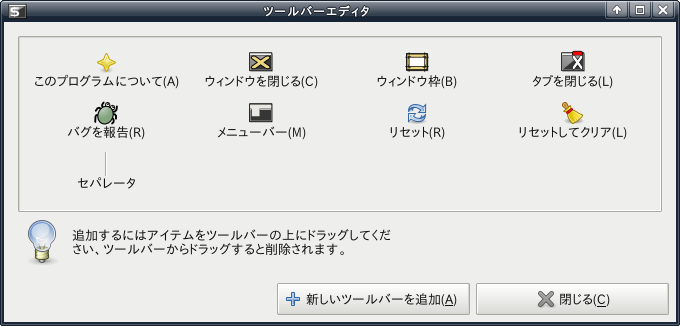 ツールバーエディタ
このプログラムについて(A)
ウィンドウを閉じる(C)
ウィンドウ枠(B)
タブを閉じる(L)
バグを報告(R)
メニューバー(M)
リセット(R)
リセットしてクリア(L)
セパレータ
追加するにはアイテムをツールバーの上にドラッグしてくだ
さい、ツールバーからドラッグすると削除されます。
新しいツールバーを追加(A)
閉じる(C)